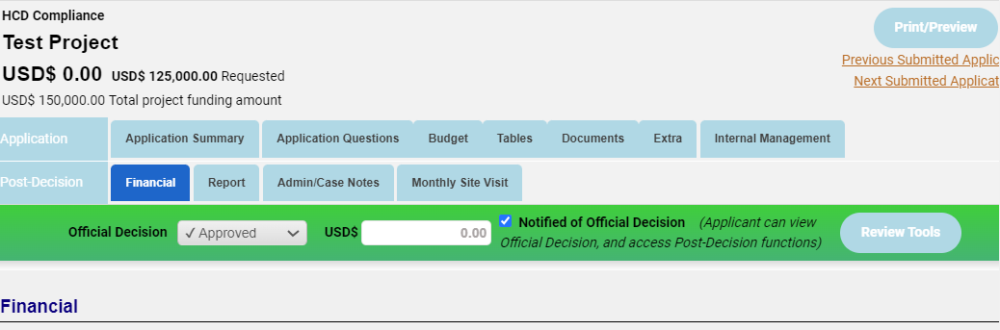 HCD Compliance
Print/Preview
Test Project
Previous Submitted Applic
USD$ 0.00 USD$ 125,000.00 Requested
Next Submitted Applicat
USD$ 150,000.00 Total project funding amount
Application Application Summary Application Questions Budget Tables Documents Extra Internal Management
Post-Decision Financial Report Admin/Case Notes Monthly Site Visit
Official Decision ✓ Approved USD$ 0.00 Notified of Official Decision (Applicant can view
Official Decision, and access Post-Decision functions)
Review Tools
Financial